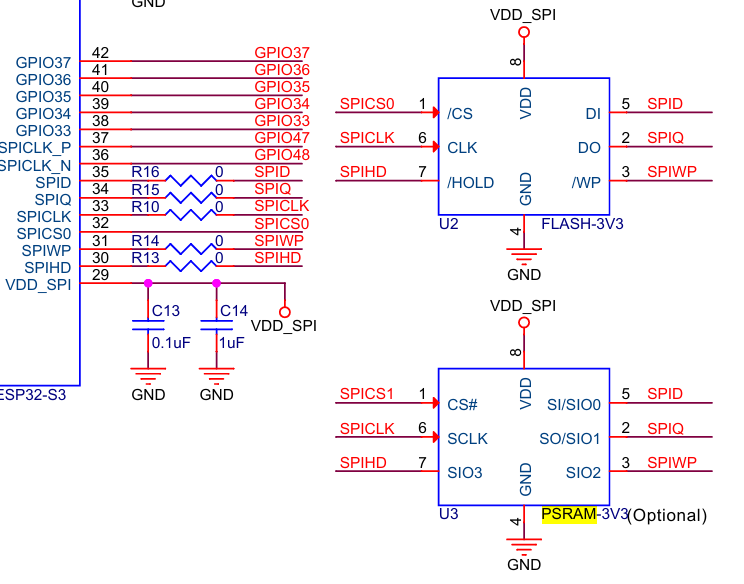 GND
GPIO37 42 GPIO37
GPIO36 41 GPIO36
GPIO35 40 GPIO35
GPIO34 39 GPIO34
GPIO33 38 GPIO33
SPICLK_P 37 GPIO47
SPICLK_N 36 GPIO48
SPID 35 R16 0 SPID
SPIQ 34 R15 0 SPIQ
SPICLK 33 R10 0 SPICLK
SPICS0 32 SPICS0
SPIWP 31 R14 0 SPIWP
SPIHD 30 R13 0 SPIHD
VDD_SPI 29
C13 C14
0.1uF 1uF
VDD_SPI
GND GND
ESP32-S3
VDD_SPI
8
VDD
SPICS0 1 /CS DI 5 SPID
SPICLK 6 CLK DO 2 SPIQ
SPIHD 7 /HOLD /WP 3 SPIWP
GND
U2 FLASH-3V3
4
GND
VDD_SPI
8
VDD
SPICS1 1 CS# SI/SIO0 5 SPID
SPICLK 6 SCLK SO/SIO1 2 SPIQ
SPIHD 7 SIO3 SIO2 3 SPIWP
GND
U3 PSRAM-3V3 (Optional)
4
GND